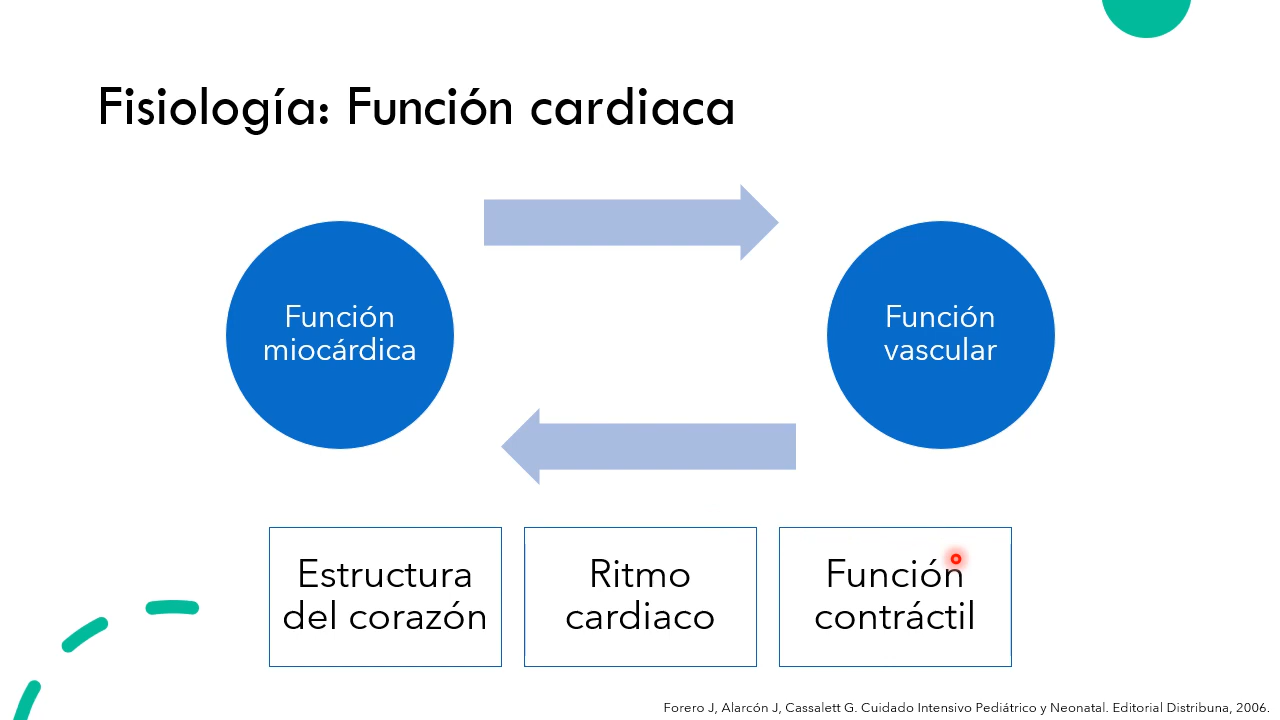 Fisiología: Función cardiaca
Función
miocárdica
Función
vascular
Estructura
del corazón
Ritmo
cardiaco
Función
contráctil
Forero J, Alarcón J, Cassalett G. Cuidado Intensivo Pediátrico y Neonatal. Editorial Distribuna, 2006.